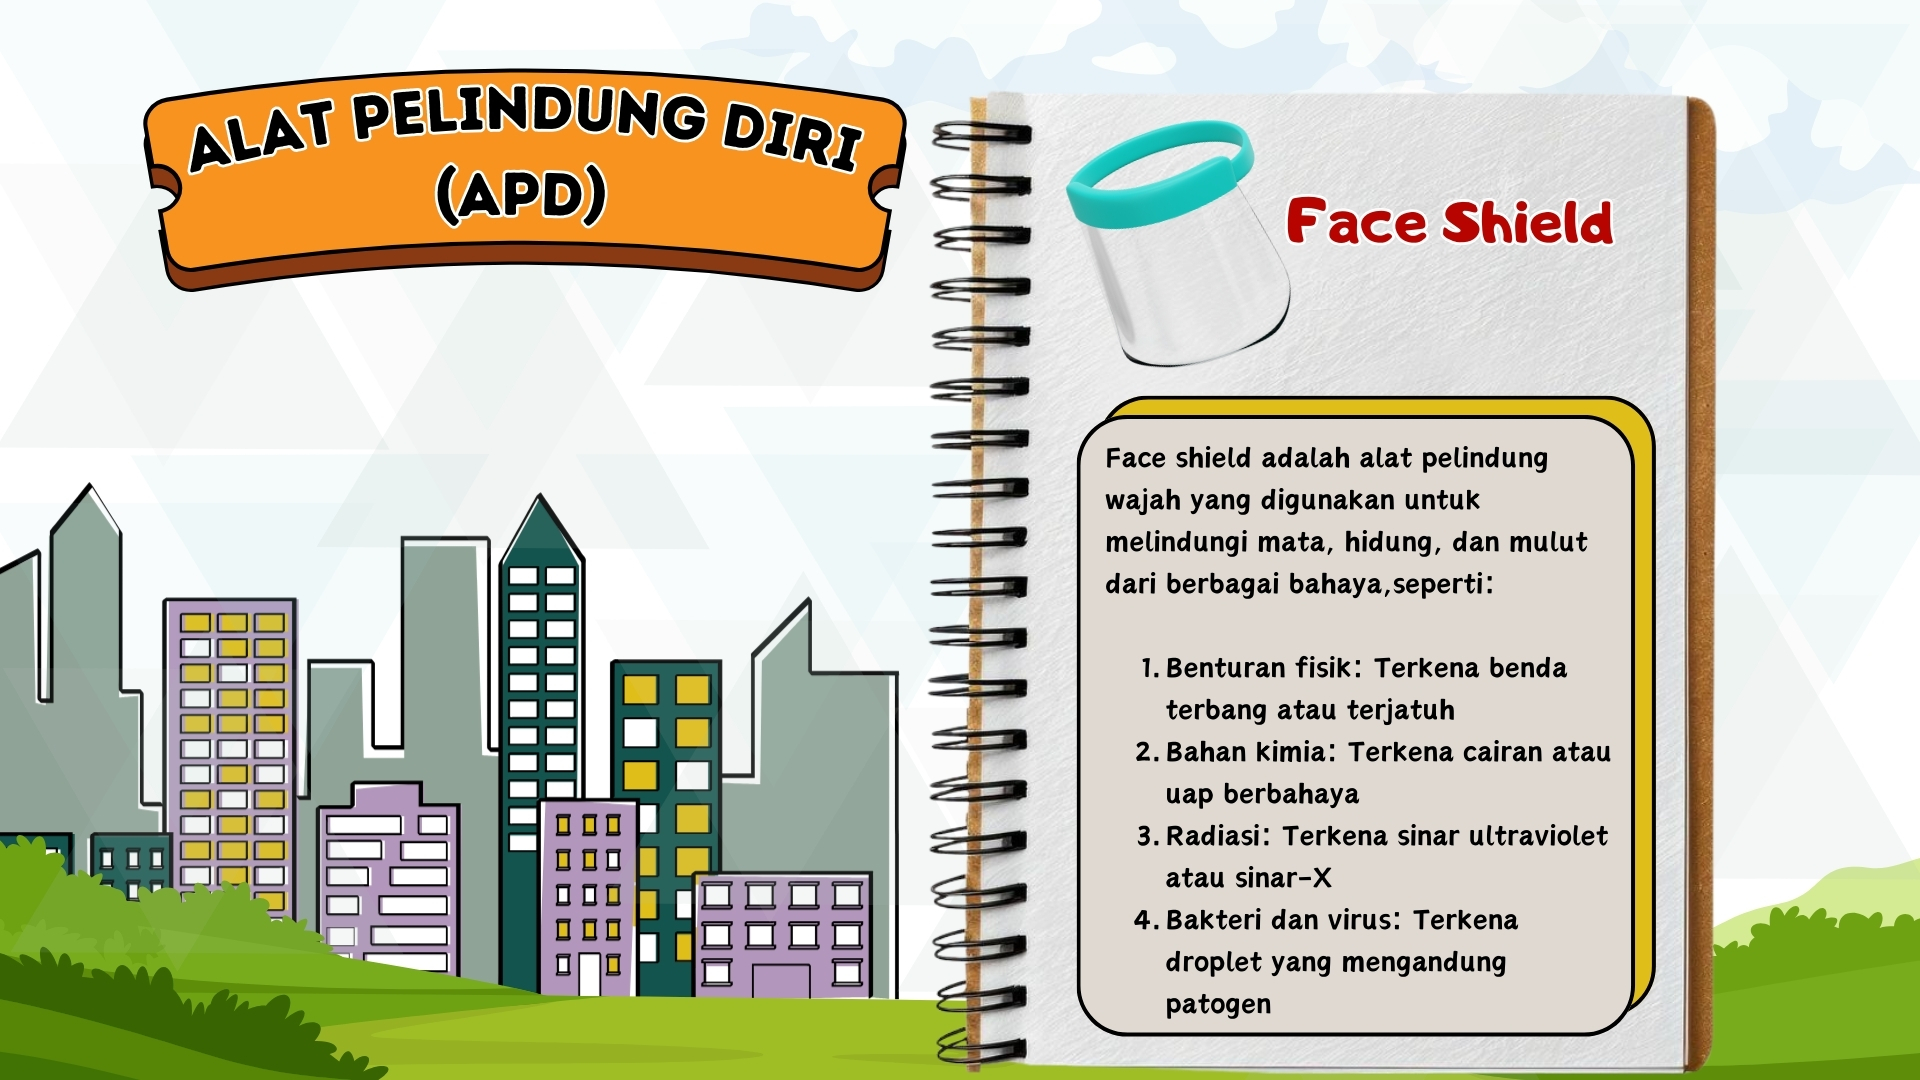 ALAT PELINDUNG DIRI
(APD)
Face Shield
Face shield adalah alat pelindung
wajah yang digunakan untuk
melindungi mata, hidung, dan mulut
dari berbagai bahaya,seperti:
1. Benturan fisik: Terkena benda
terbang atau terjatuh
2. Bahan kimia: Terkena cairan atau
uap berbahaya
3. Radiasi: Terkena sinar ultraviolet
atau sinar-X
4. Bakteri dan virus: Terkena
droplet yang mengandung
patogen